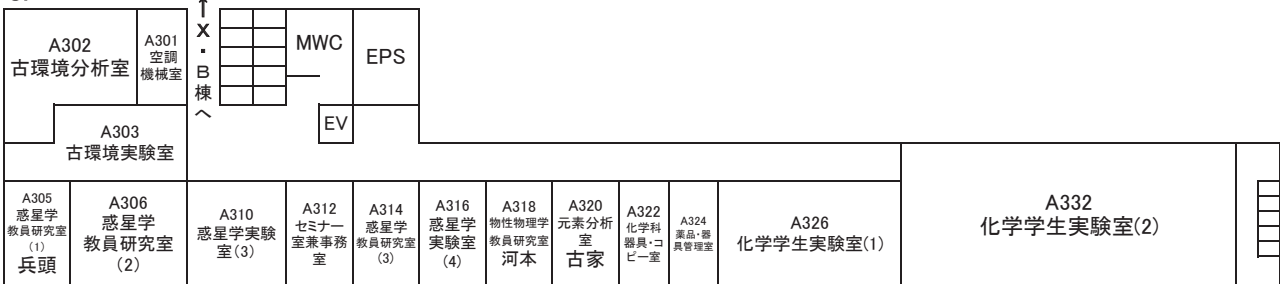 A302
古環境分析室
A301
空調
機械室
↑
X
・
B
棟
へ
MWC
EPS
EV
A303
古環境実験室
A305
惑星学
教員研究室
(1)
兵頭
A306
惑星学
教員研究室
(2)
A310
惑星学実験
室(3)
A312
セミナー
室兼事務
室
A314
惑星学
教員研究室
(3)
A316
惑星学
実験室
(4)
A318
物性物理学
教員研究室
河本
A320
元素分析
室
古家
A322
化学科
器具・コ
ピー室
A324
薬品・器
具管理室
A326
化学学生実験室(1)
A332
化学学生実験室(2)